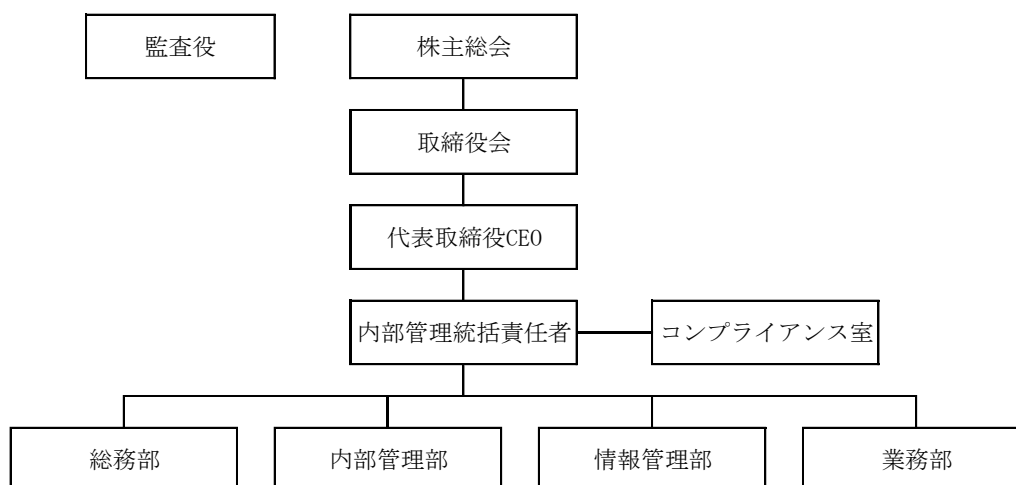 監査役
株主総会
取締役会
代表取締役CEO
内部管理統括責任者
コンプライアンス室
総務部
内部管理部
情報管理部
業務部